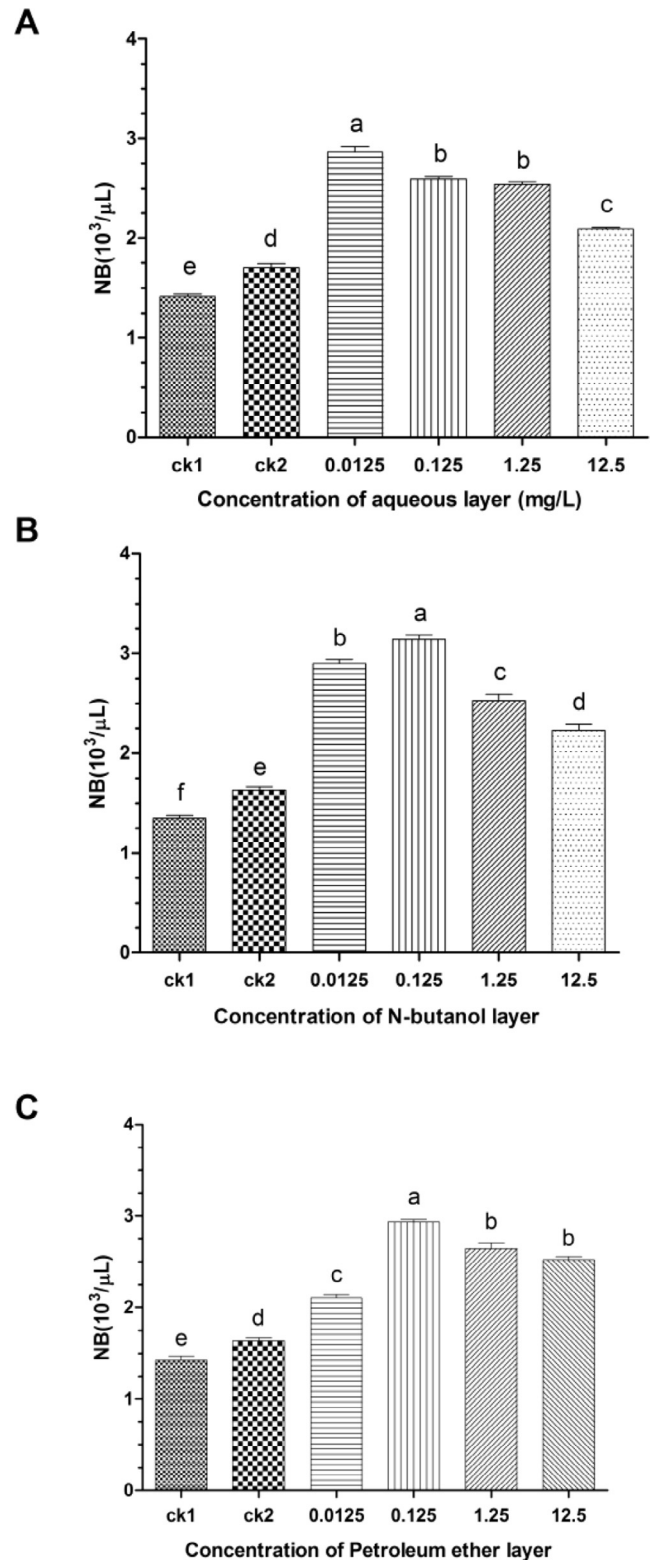 A
NB(10³/μL)
4
3
2
1
0
e
d
a
b
b
c
ck1 ck2 0.0125 0.125 1.25 12.5
Concentration of aqueous layer (mg/L)
B
NB(10³/μL)
4
3
2
1
0
f
e
b
a
c
d
ck1 ck2 0.0125 0.125 1.25 12.5
Concentration of N-butanol layer
C
NB(10³/μL)
4
3
2
1
0
e
d
c
a
b
b
ck1 ck2 0.0125 0.125 1.25 12.5
Concentration of Petroleum ether layer